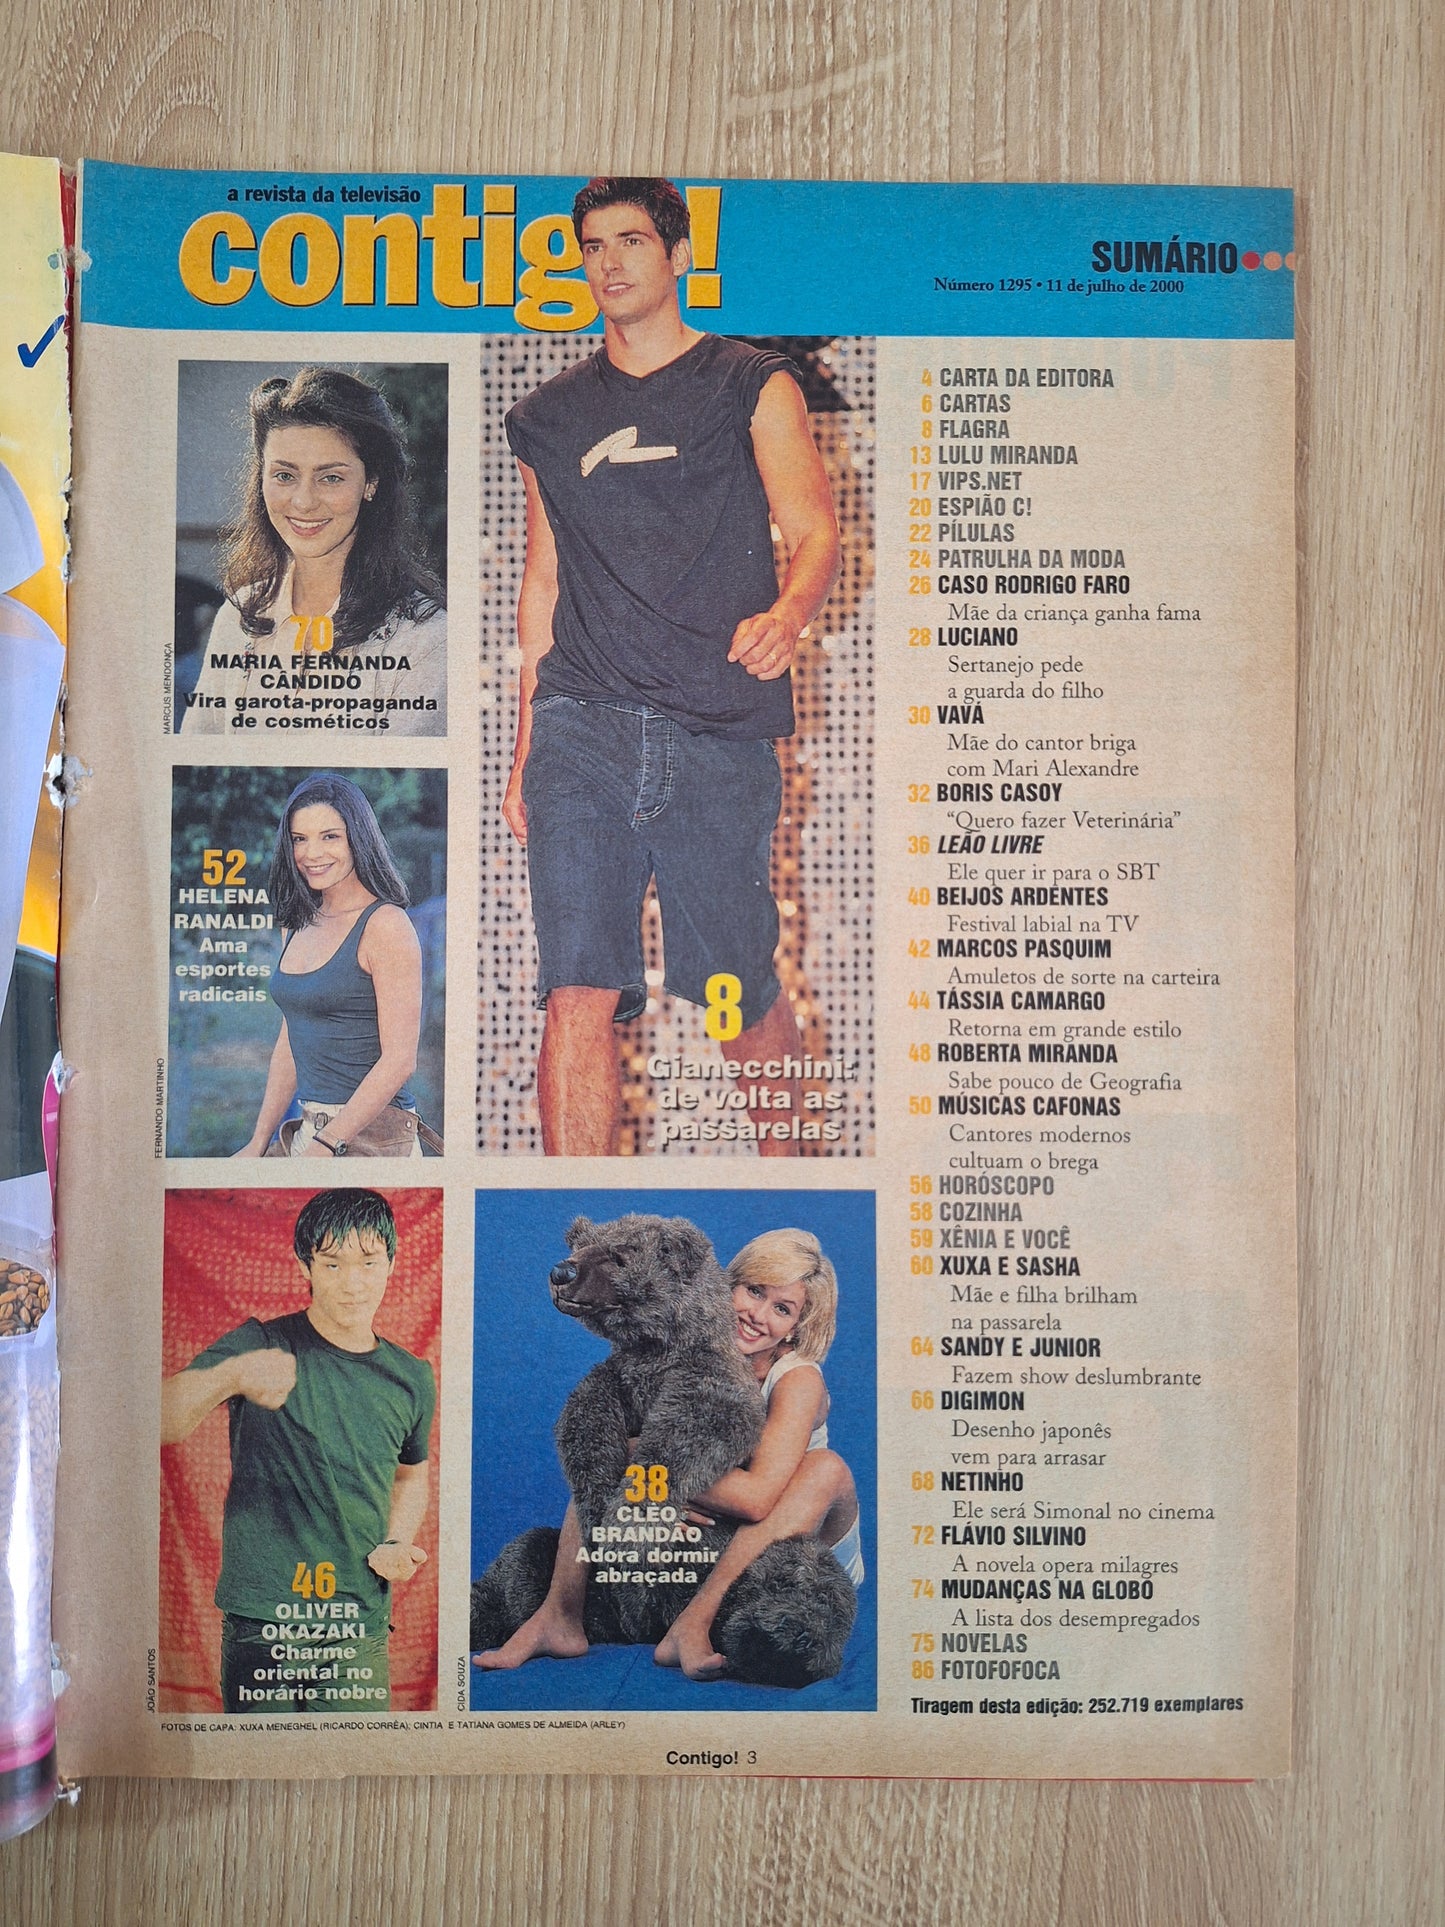 a revista da televisão
contigo!
SUMÁRIO
Número 1295 • 11 de julho de 2000
MARCUS MENDONÇA
70
MARIA FERNANDA
CÂNDIDO
Vira garota-propaganda
de cosméticos
FERNANDO MARTINHO
52
HELENA
RANALDI
Ama
esportes
radicais
8
Gianecchini:
de volta as
passarelas
JOÃO SANTOS
46
OLIVER
OKAZAKI
Charme
oriental no
horário nobre
CIDA SOUZA
38
CLÉO
BRANDÃO
Adora dormir
abraçada
4 CARTA DA EDITORA
6 CARTAS
8 FLAGRA
13 LULU MIRANDA
17 VIPS.NET
20 ESPIÃO C!
22 PÍLULAS
24 PATRULHA DA MODA
26 CASO RODRIGO FARO
Mãe da criança ganha fama
28 LUCIANO
Sertanejo pede
a guarda do filho
30 VAVÁ
Mãe do cantor briga
com Mari Alexandre
32 BORIS CASOY
“Quero fazer Veterinária”
36 LEÃO LIVRE
Ele quer ir para o SBT
40 BEIJOS ARDENTES
Festival labial na TV
42 MARCOS PASQUIM
Amuletos de sorte na carteira
44 TÁSSIA CAMARGO
Retorna em grande estilo
48 ROBERTA MIRANDA
Sabe pouco de Geografia
50 MÚSICAS CAFONAS
Cantores modernos
cultuam o brega
56 HORÓSCOPO
58 COZINHA
59 XÊNIA E VOCÊ
60 XUXA E SASHA
Mãe e filha brilham
na passarela
64 SANDY E JUNIOR
Fazem show deslumbrante
66 DIGIMON
Desenho japonês
vem para arrasar
68 NETINHO
Ele será Simonal no cinema
72 FLÁVIO SILVINO
A novela opera milagres
74 MUDANÇAS NA GLOBO
A lista dos desempregados
75 NOVELAS
86 FOTOFOFOCA
Tiragem desta edição: 252.719 exemplares
FOTOS DE CAPA: XUXA MENEGHEL (RICARDO CORRÊA); CINTIA E TATIANA GOMES DE ALMEIDA (ARLEY)
Contigo! 3